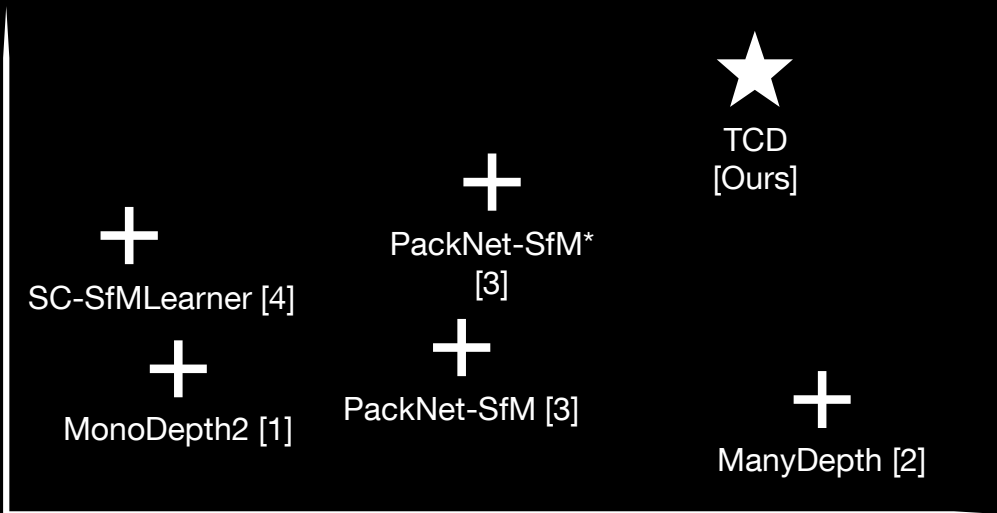 TCD
[Ours]
PackNet-SfM*
[3]
SC-SfMLearner [4]
PackNet-SfM [3]
MonoDepth2 [1]
ManyDepth [2]